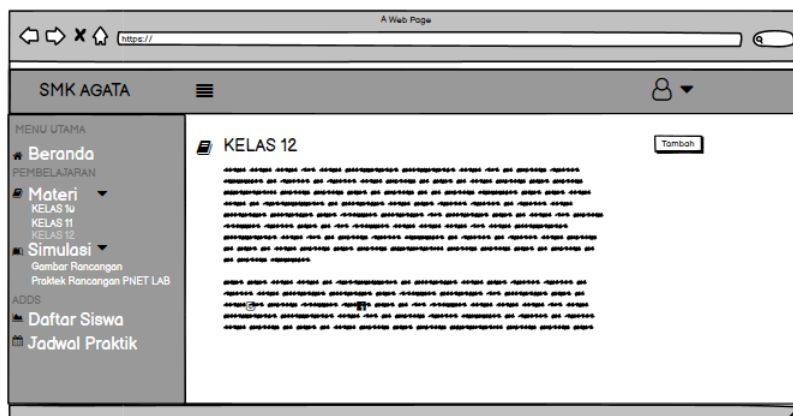 A Web Page
https://
SMK AGATA
MENU UTAMA
Beranda
PEMBELAJARAN
Materi
KELAS 10
KELAS 11
KELAS 12
Simulasi
Gambar Rancangan
Praktek Rancangan PNET LAB
ADDS
Daftar Siswa
Jadwal Praktik
KELAS 12
Tambah